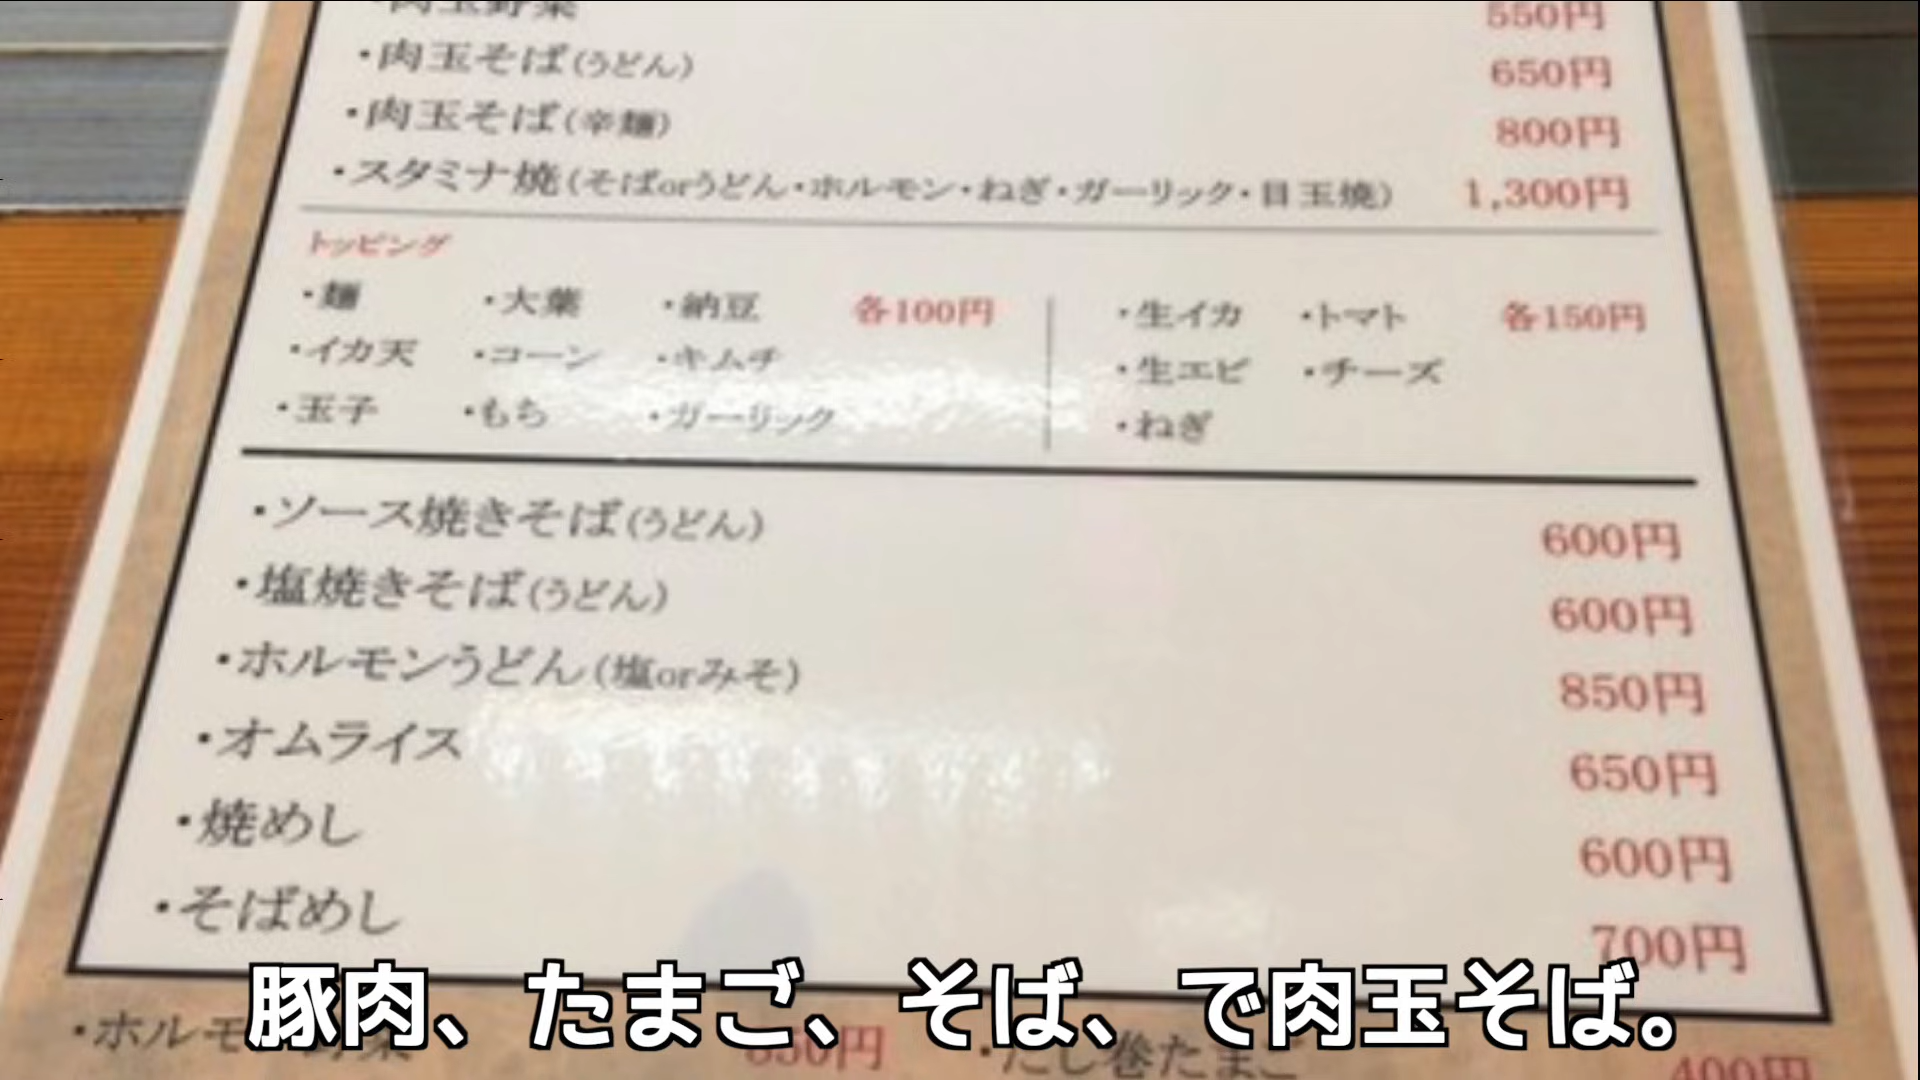 ・肉玉野菜 550円
・肉玉そば(うどん) 650円
・肉玉そば(辛麺) 800円
・スタミナ焼(そばorうどん・ホルモン・ねぎ・ガーリック・目玉焼) 1,300円
トッピング
・麺 ・大葉 ・納豆 各100円 ・生イカ ・トマト 各150円
・イカ天 ・コーン ・キムチ ・生エビ ・チーズ
・玉子 ・もち ・ガーリック ・ねぎ
・ソース焼きそば(うどん) 600円
・塩焼きそば(うどん) 600円
・ホルモンうどん(塩orみそ) 850円
・オムライス 650円
・焼めし 600円
・そばめし 700円
豚肉、たまご、そば、で肉玉そば。
・だし巻たまご 400円